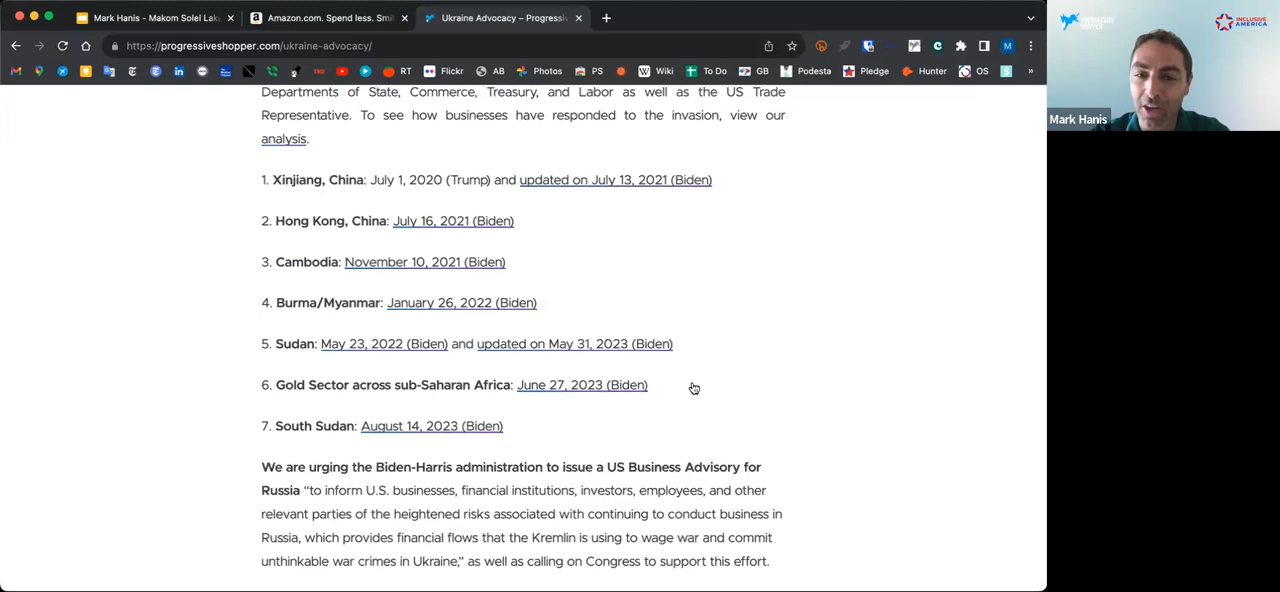 Mark Hanis - Makom Solel Lak
Amazon.com. Spend less. Smil
Ukraine Advocacy – Progressiv
https://progressiveshopper.com/ukraine-advocacy/
RT
Flickr
AB
Photos
PS
Wiki
To Do
GB
Podesta
Pledge
Hunter
OS
»
Departments of State, Commerce, Treasury, and Labor as well as the US Trade
Representative. To see how businesses have responded to the invasion, view our
analysis.
1. Xinjiang, China: July 1, 2020 (Trump) and updated on July 13, 2021 (Biden)
2. Hong Kong, China: July 16, 2021 (Biden)
3. Cambodia: November 10, 2021 (Biden)
4. Burma/Myanmar: January 26, 2022 (Biden)
5. Sudan: May 23, 2022 (Biden) and updated on May 31, 2023 (Biden)
6. Gold Sector across sub-Saharan Africa: June 27, 2023 (Biden)
7. South Sudan: August 14, 2023 (Biden)
We are urging the Biden-Harris administration to issue a US Business Advisory for
Russia “to inform U.S. businesses, financial institutions, investors, employees, and other
relevant parties of the heightened risks associated with continuing to conduct business in
Russia, which provides financial flows that the Kremlin is using to wage war and commit
unthinkable war crimes in Ukraine,” as well as calling on Congress to support this effort.
PROGRESSIVE
SHOPPER
INCLUSIVE
AMERICA
Mark Hanis